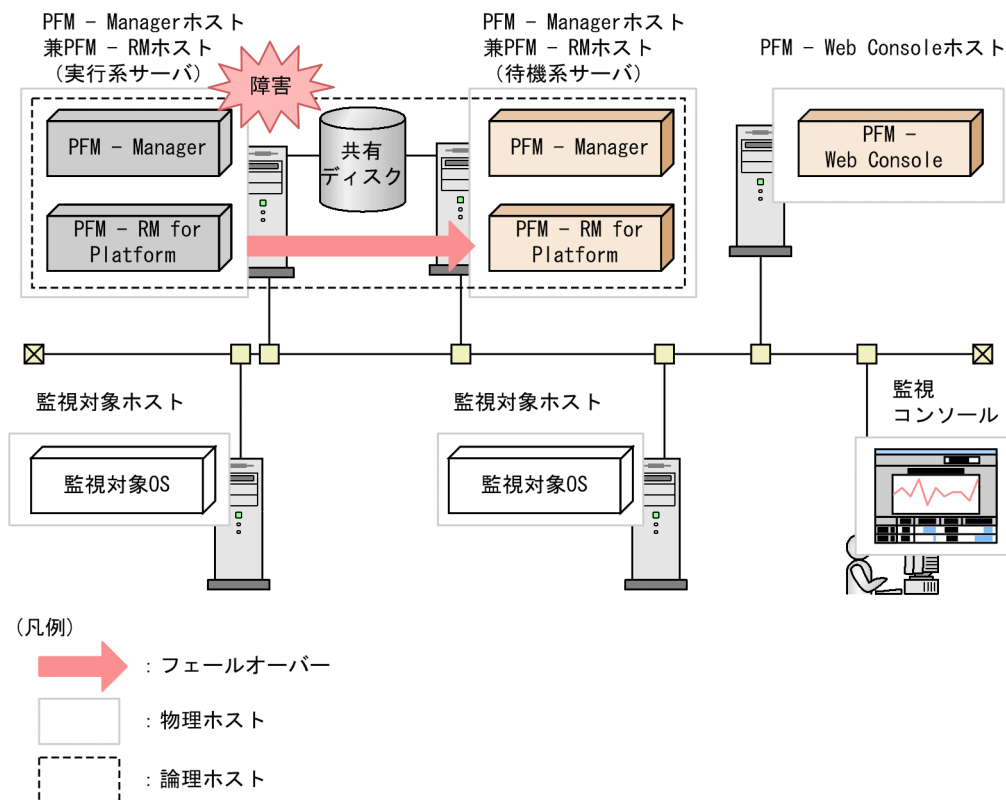 PFM - Managerホスト
兼PFM - RMホスト
(実行系サーバ)
PFM - Managerホスト
兼PFM - RMホスト
(待機系サーバ)
PFM - Web Consoleホスト
障害
PFM - Manager
共有
ディスク
PFM - Manager
PFM -
Web Console
PFM - RM for
Platform
PFM - RM for
Platform
監視対象ホスト
監視対象ホスト
監視
コンソール
監視対象OS
監視対象OS
(凡例)
:フェールオーバー
:物理ホスト
:論理ホスト